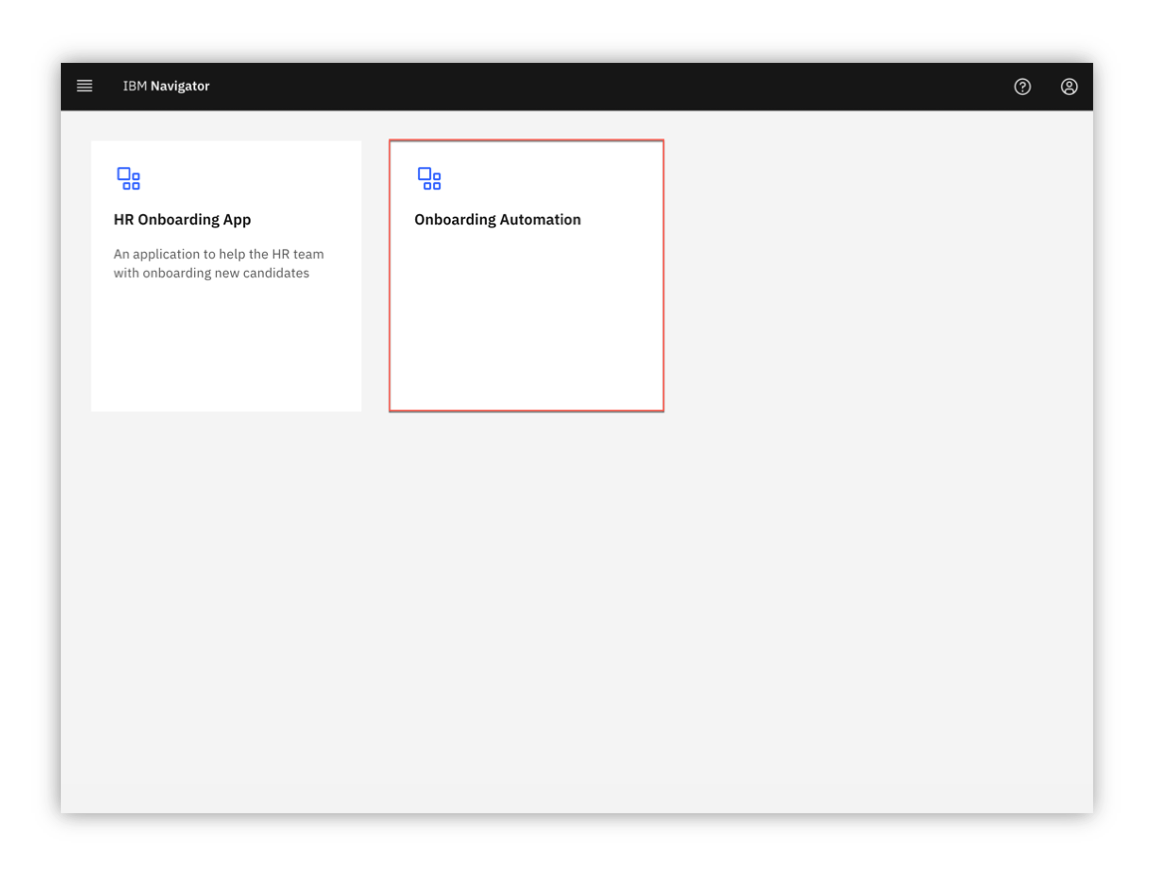 IBM Navigator
HR Onboarding App
An application to help the HR team
with onboarding new candidates
Onboarding Automation